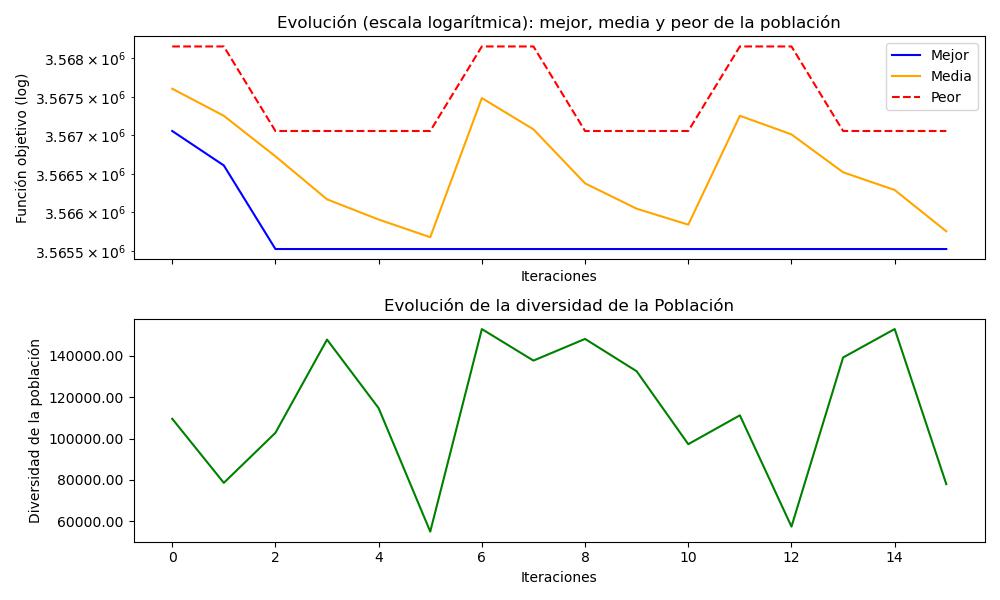 Evolución (escala logarítmica): mejor, media y peor de la población
Función objetivo (log)
3.568 × 10⁶
3.5675 × 10⁶
3.567 × 10⁶
3.5665 × 10⁶
3.566 × 10⁶
3.5655 × 10⁶
Mejor
Media
Peor
Iteraciones
Evolución de la diversidad de la Población
Diversidad de la población
140000.00
120000.00
100000.00
80000.00
60000.00
0 2 4 6 8 10 12 14
Iteraciones